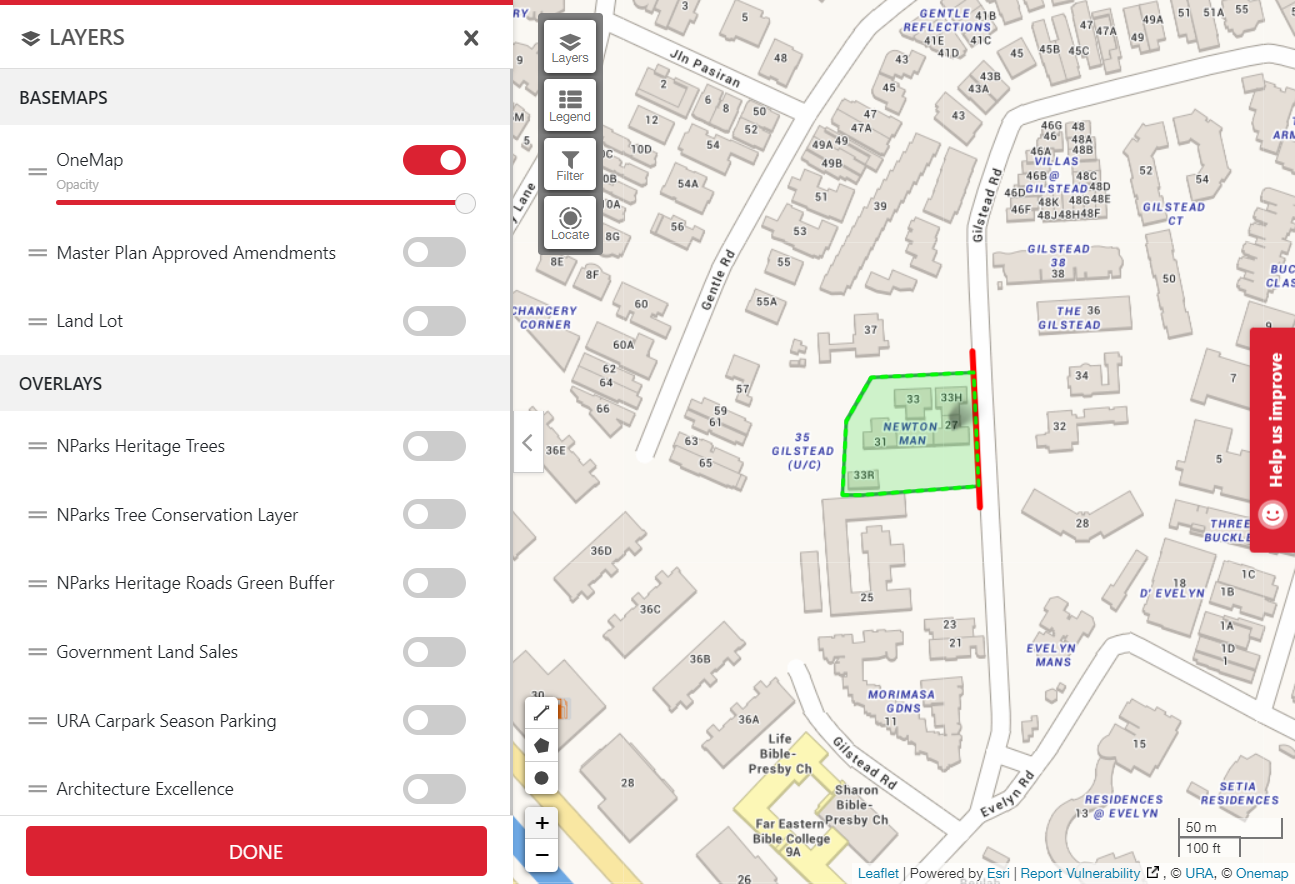 LAYERS
BASEMAPS
OneMap
Opacity
Master Plan Approved Amendments
Land Lot
OVERLAYS
NParks Heritage Trees
NParks Tree Conservation Layer
NParks Heritage Roads Green Buffer
Government Land Sales
URA Carpark Season Parking
Architecture Excellence
DONE
Layers
Legend
Filter
Locate
Jln Pasiran
Gentle Rd
Gilstead Rd
GENTLE
REFLECTIONS
41B
41E
41C
41D
3
5
48
2
6
8
50
52
12
54
10D
54A
56
8G
8E
8F
60
60A
62
64
66
43
45
47
47A
49A
49
49B
51
53
55
55A
39
37
57
59
61
63
65
43B
43A
43
45
45B
45C
47
47A
49
49A
51
51A
55
46G
48
48A
46A
48B
VILLAS
@
GILSTEAD
46B
48C
46D
48D
48K
48G
48E
46F
48J
48H
48F
52
54
GILSTEAD
CT
GILSTEAD
38
38
50
THE
36
GILSTEAD
CHANCERY
CORNER
Lane
33
33H
27
NEWTON
MAN
31
33R
35
GILSTEAD
(U/C)
34
32
7
9
5
28
THREE
BUCKLE
18
D'EVELYN
1C
1B
1A
1D
1
36E
36D
36C
36B
36A
25
23
21
EVELYN
MANS
MORIMASA
GDNS
11
Gilstead Rd
Evelyn Rd
15
RESIDENCES
13 @ EVELYN
SETIA
RESIDENCES
30
28
26
Life
Bible-
Presby Ch
Sharon
Bible-
Presby Ch
Far Eastern
Bible College
9A
Help us improve
+
−
50 m
100 ft
Leaflet | Powered by Esri | Report Vulnerability , © URA, © Onemap